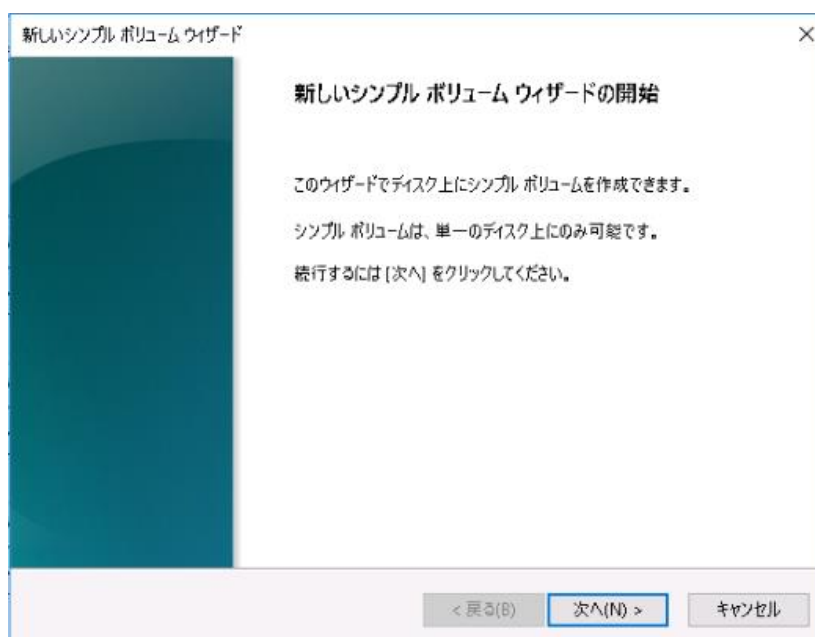 新しいシンプル ボリューム ウィザード
新しいシンプル ボリューム ウィザードの開始
このウィザードでディスク上にシンプル ボリュームを作成できます。
シンプル ボリュームは、単一のディスク上にのみ可能です。
続行するには [次へ] をクリックしてください。
< 戻る(B) 次へ(N) > キャンセル